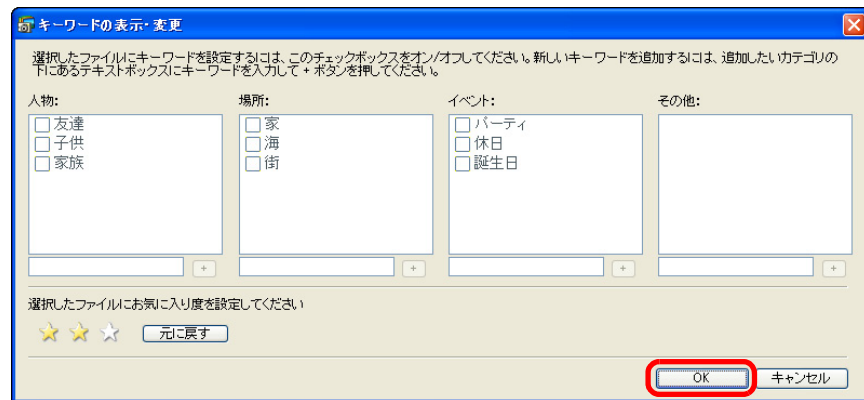 キーワードの表示・変更
選択したファイルにキーワードを設定するには、このチェックボックスをオン/オフしてください。新しいキーワードを追加するには、追加したいカテゴリの
下にあるテキストボックスにキーワードを入力して + ボタンを押してください。
人物: 場所: イベント: その他:
友達 家 パーティ
子供 海 休日
家族 街 誕生日
+ + + +
選択したファイルにお気に入り度を設定してください
元に戻す
OK キャンセル